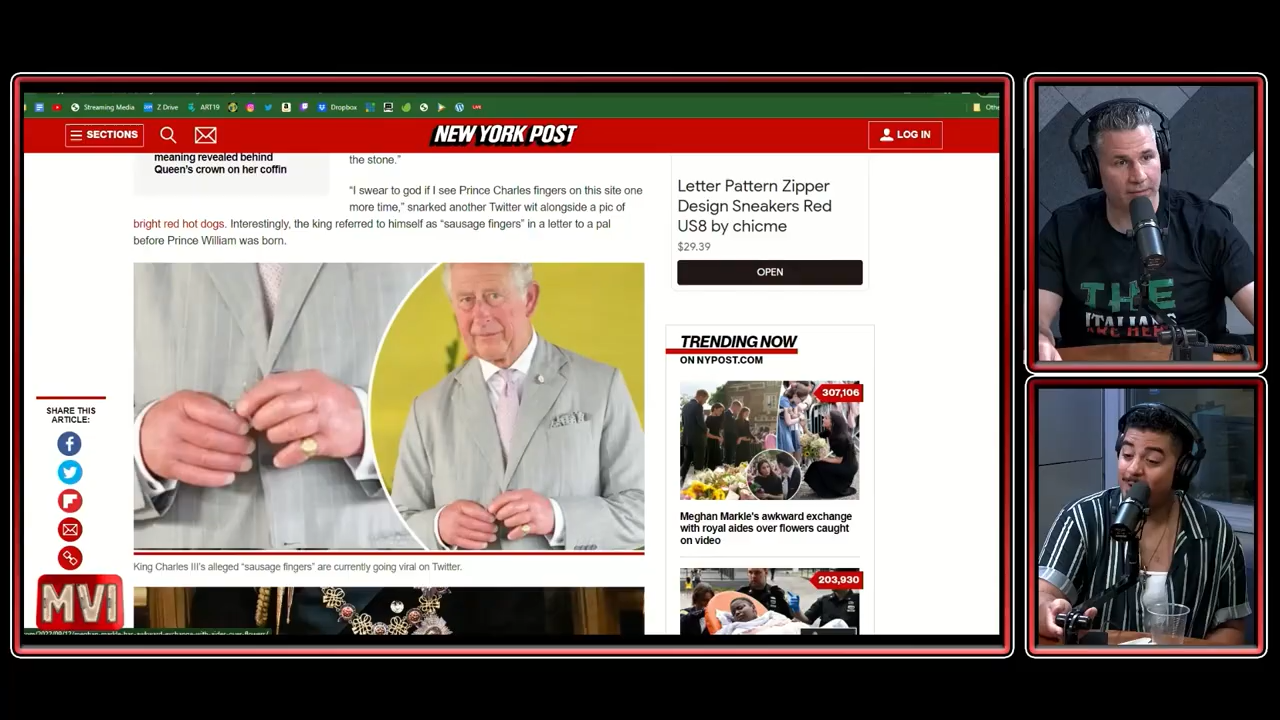 Streaming Media
Z Drive
ART19
Dropbox
LIVE
Othe
SECTIONS
NEW YORK POST
LOG IN
meaning revealed behind
Queen's crown on her coffin
the stone."
"I swear to god if I see Prince Charles fingers on this site one
more time," snarked another Twitter wit alongside a pic of
bright red hot dogs. Interestingly, the king referred to himself as "sausage fingers" in a letter to a pal
before Prince William was born.
Letter Pattern Zipper
Design Sneakers Red
US8 by chicme
$29.39
OPEN
TRENDING NOW
ON NYPOST.COM
307,106
Meghan Markle's awkward exchange
with royal aides over flowers caught
on video
203,930
SHARE THIS
ARTICLE:
King Charles III's alleged "sausage fingers" are currently going viral on Twitter.
MVI
THE
ITALIANS
ARE HERE